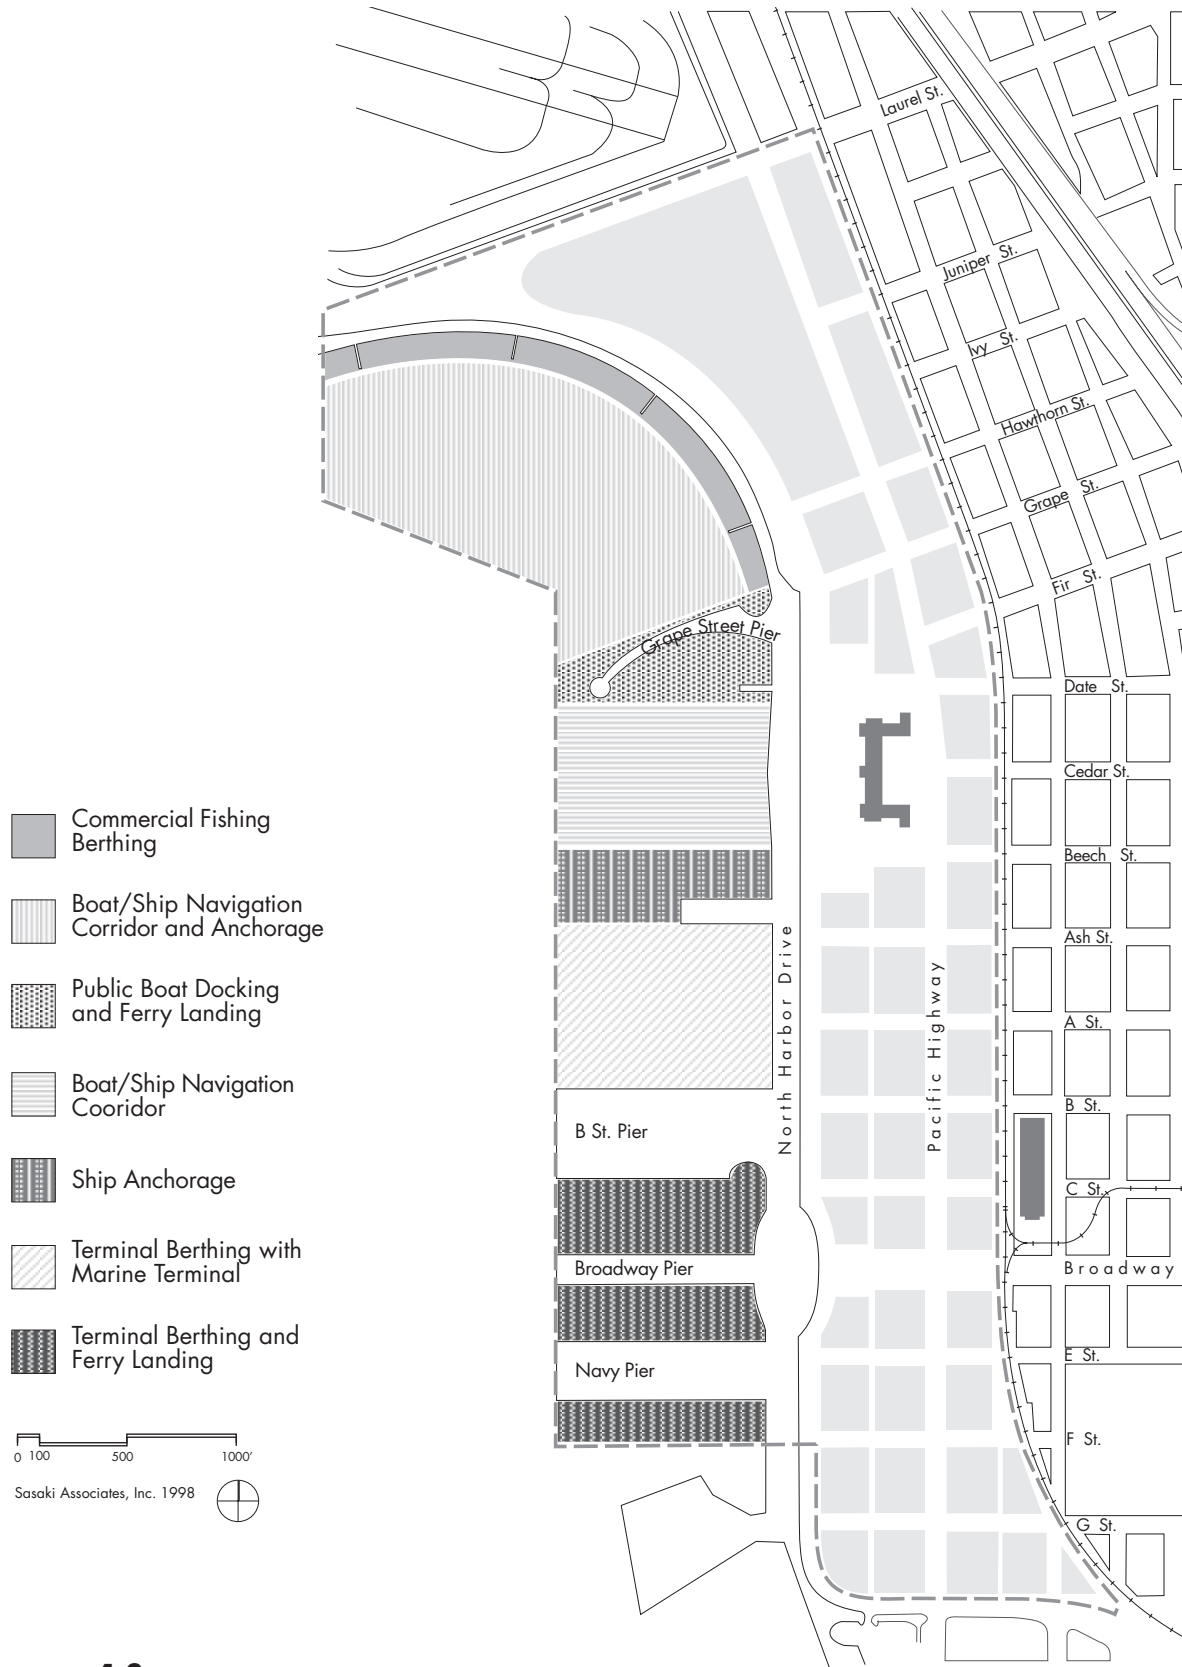 Laurel St.
Juniper St.
Ivy St.
Hawthorn St.
Grape St.
Fir St.
Grape Street Pier
Date St.
Cedar St.
Beech St.
Ash St.
A St.
B St.
C St.
Broadway
E St.
F St.
G St.
North Harbor Drive
Pacific Highway
B St. Pier
Broadway Pier
Navy Pier
Commercial Fishing
Berthing
Boat/Ship Navigation
Corridor and Anchorage
Public Boat Docking
and Ferry Landing
Boat/Ship Navigation
Cooridor
Ship Anchorage
Terminal Berthing with
Marine Terminal
Terminal Berthing and
Ferry Landing
0 100 500 1000'
Sasaki Associates, Inc. 1998